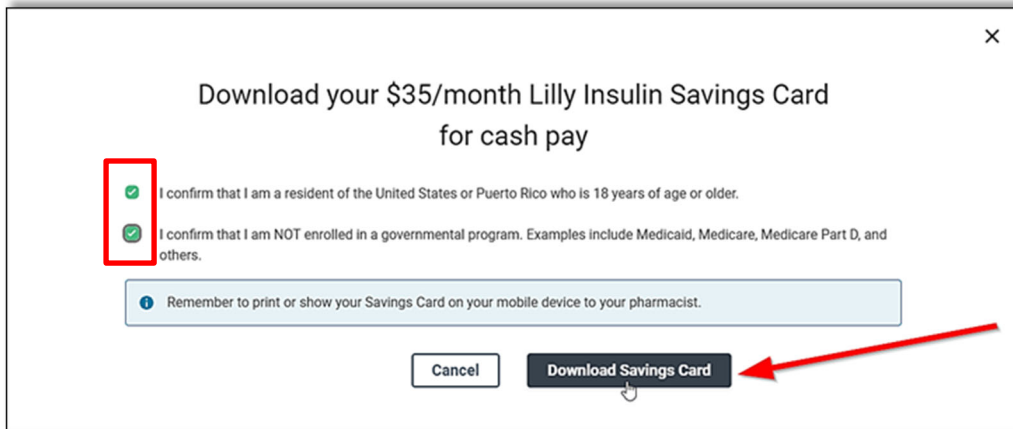 Download your $35/month Lilly Insulin Savings Card
for cash pay
I confirm that I am a resident of the United States or Puerto Rico who is 18 years of age or older.
I confirm that I am NOT enrolled in a governmental program. Examples include Medicaid, Medicare, Medicare Part D, and
others.
Remember to print or show your Savings Card on your mobile device to your pharmacist.
Cancel
Download Savings Card